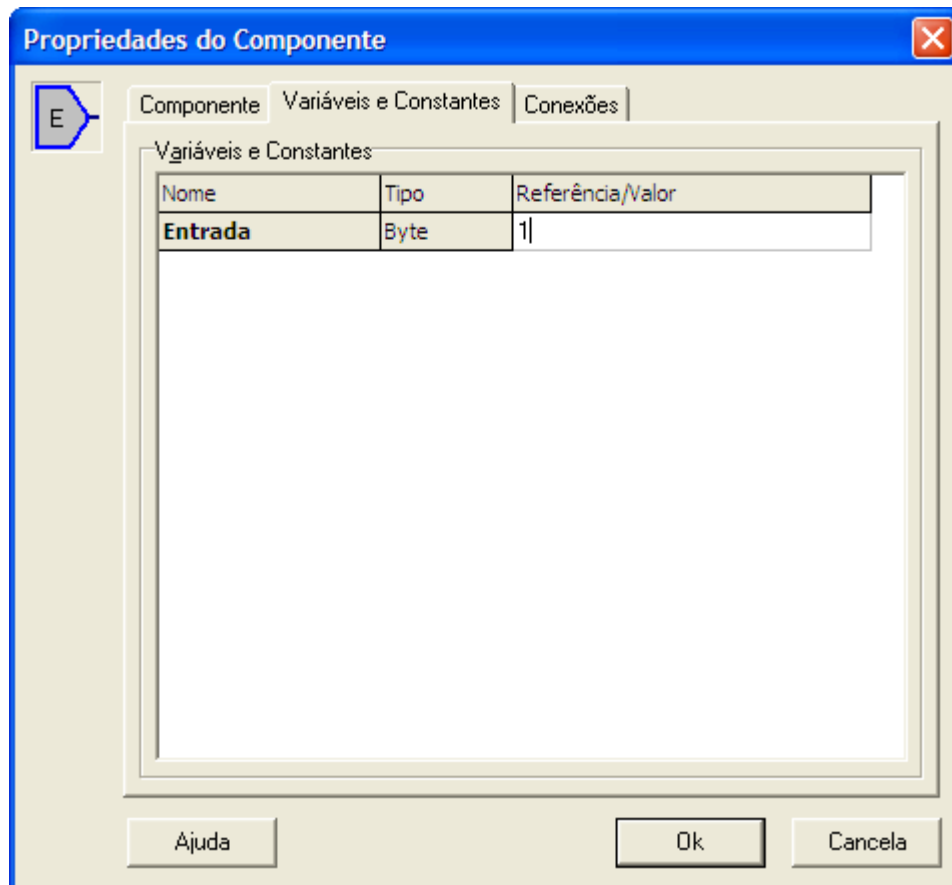 Propriedades do Componente
E
Componente Variáveis e Constantes Conexões
Variáveis e Constantes
Nome Tipo Referência/Valor
Entrada Byte 1
Ajuda Ok Cancela